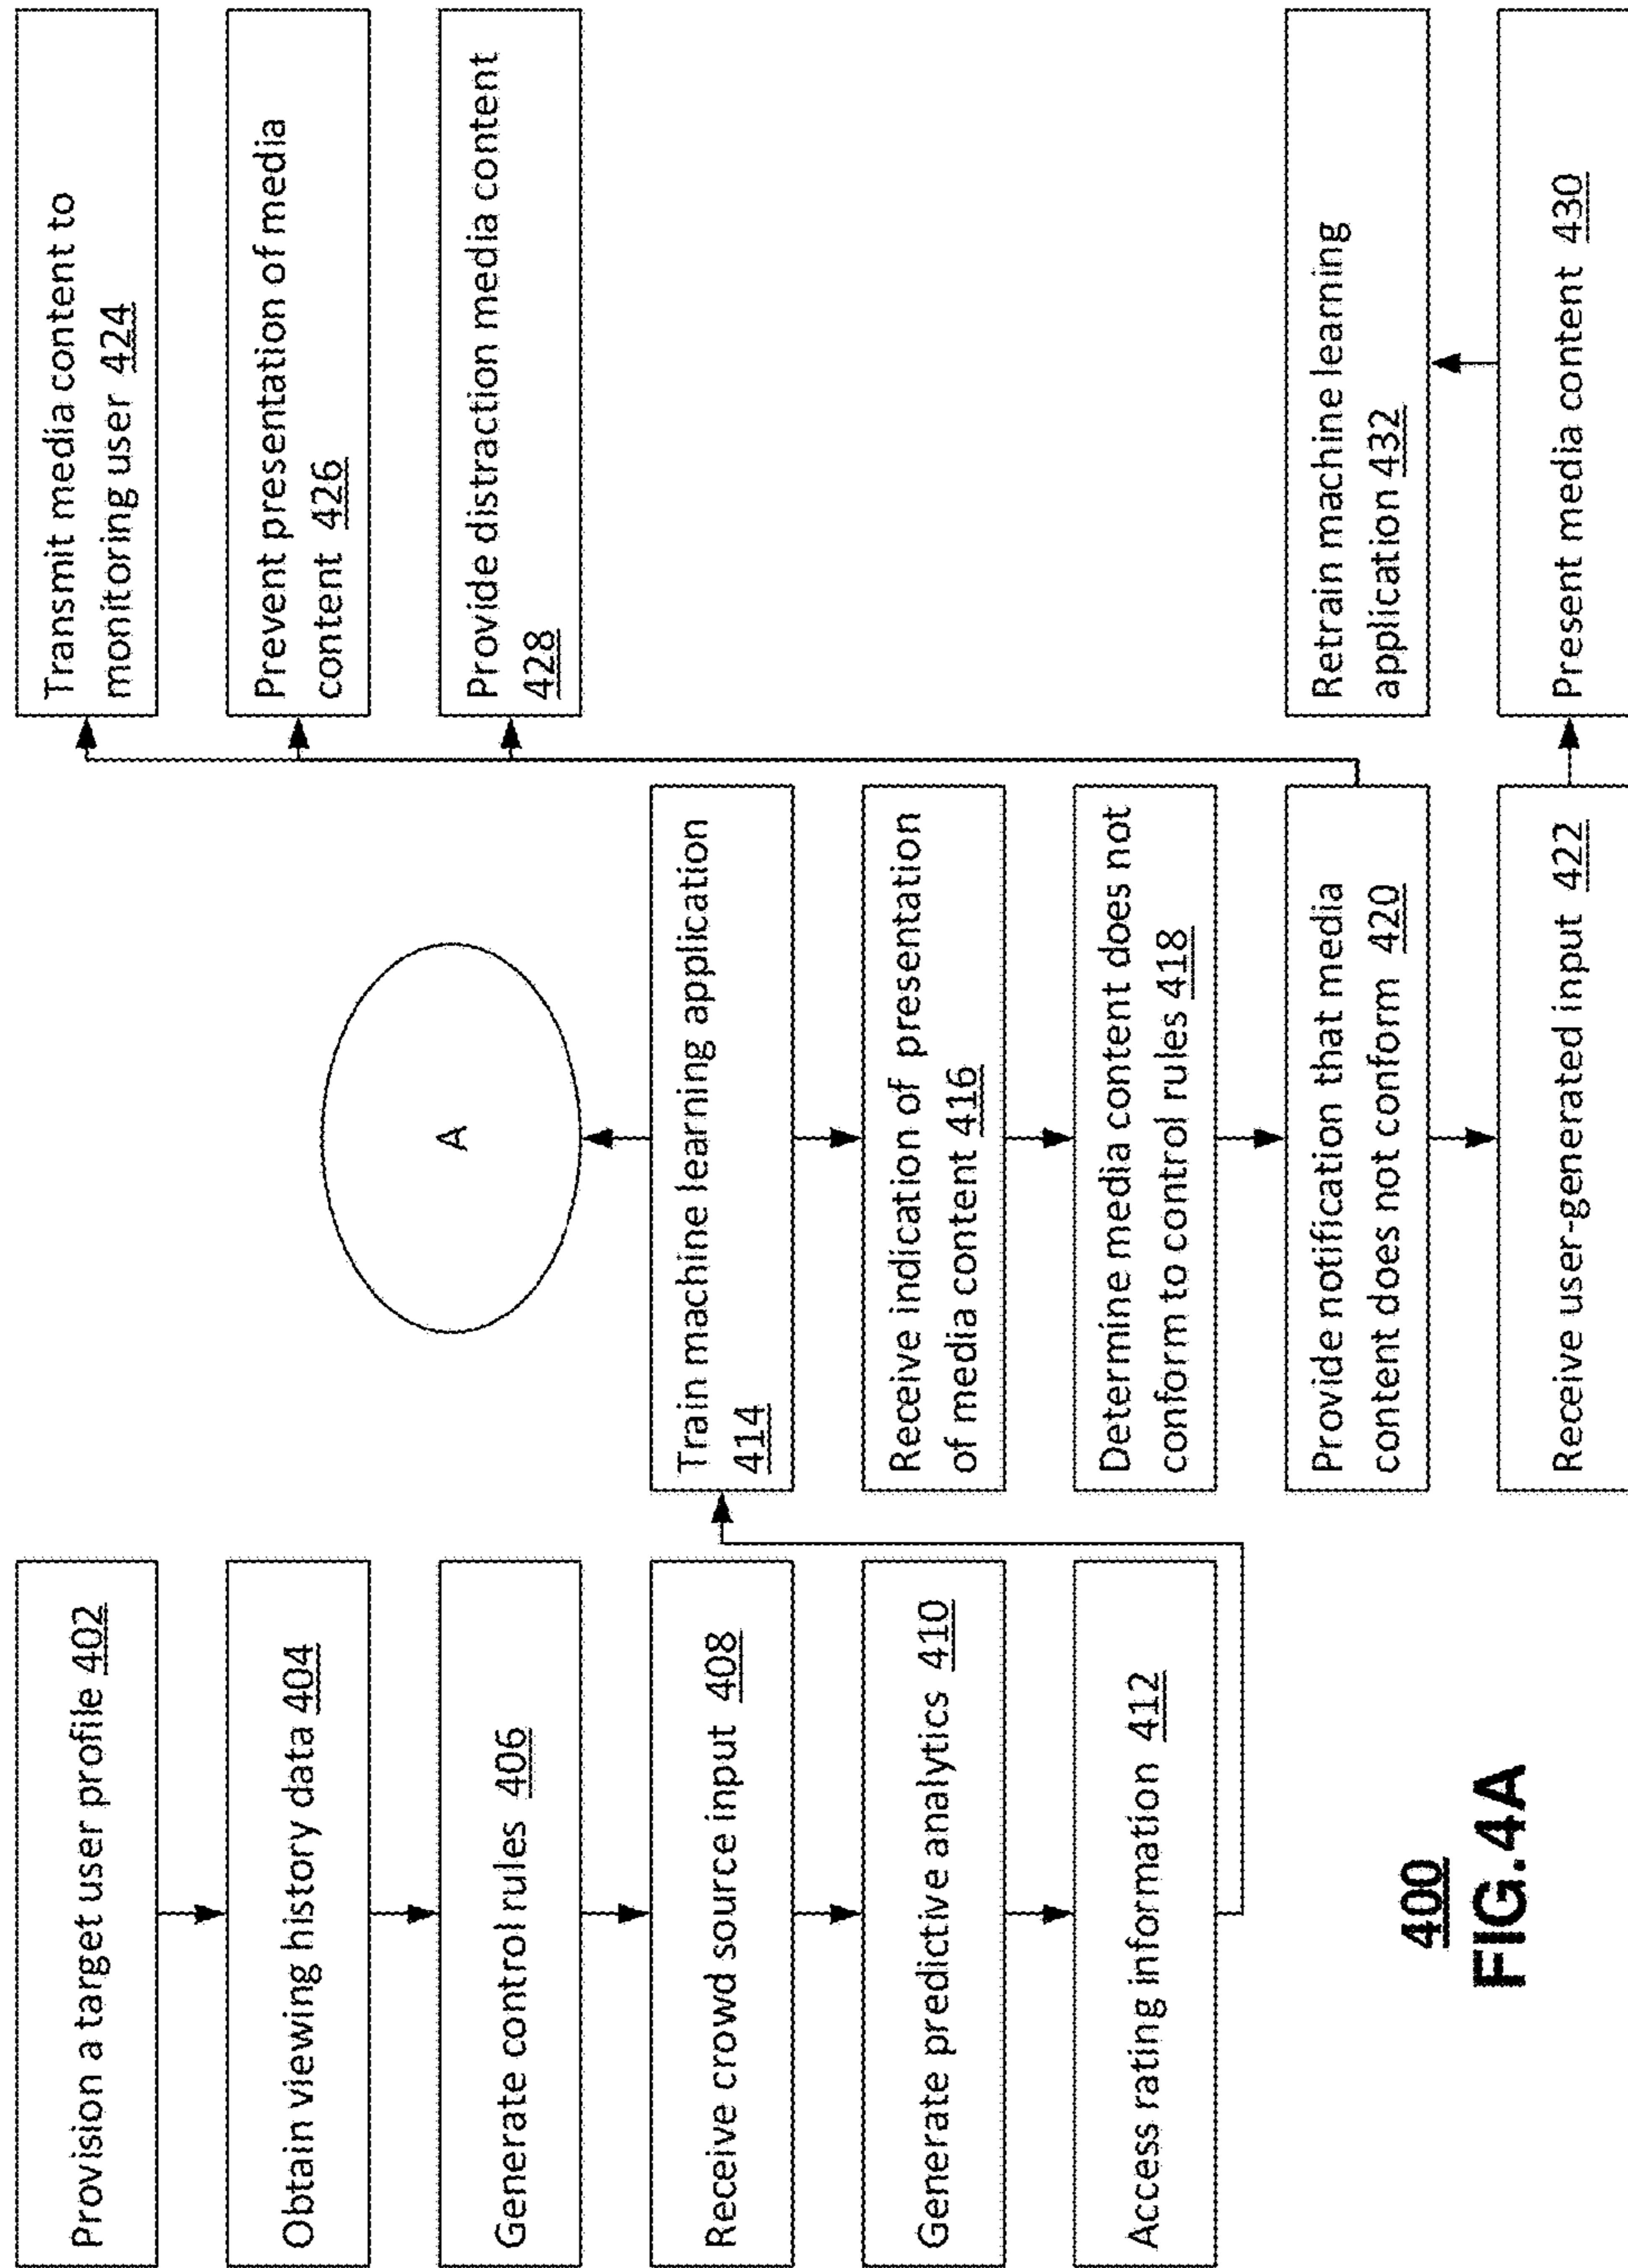 Provision a target user profile 402
Obtain viewing history data 404
Generate control rules 406
Receive crowd source input 408
Generate predictive analytics 410
Access rating information 412
A
Train machine learning application
414
Receive indication of presentation
of media content 416
Determine media content does not
conform to control rules 418
Provide notification that media
content does not conform 420
Receive user-generated input 422
Transmit media content to
monitoring user 424
Prevent presentation of media
content 426
Provide distraction media content
428
Retrain machine learning
application 432
Present media content 430
400
FIG.4A